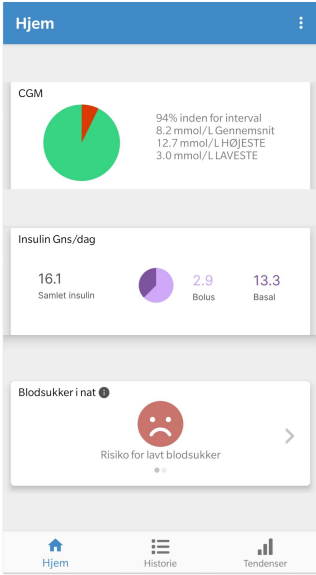 Hjem
CGM
94% inden for interval
8.2 mmol/L Gennemsnit
12.7 mmol/L HØJESTE
3.0 mmol/L LAVESTE
Insulin Gns/dag
16.1
Samlet insulin
2.9
Bolus
13.3
Basal
Blodsukker i nat
Risiko for lavt blodsukker
Hjem
Historie
Tendenser